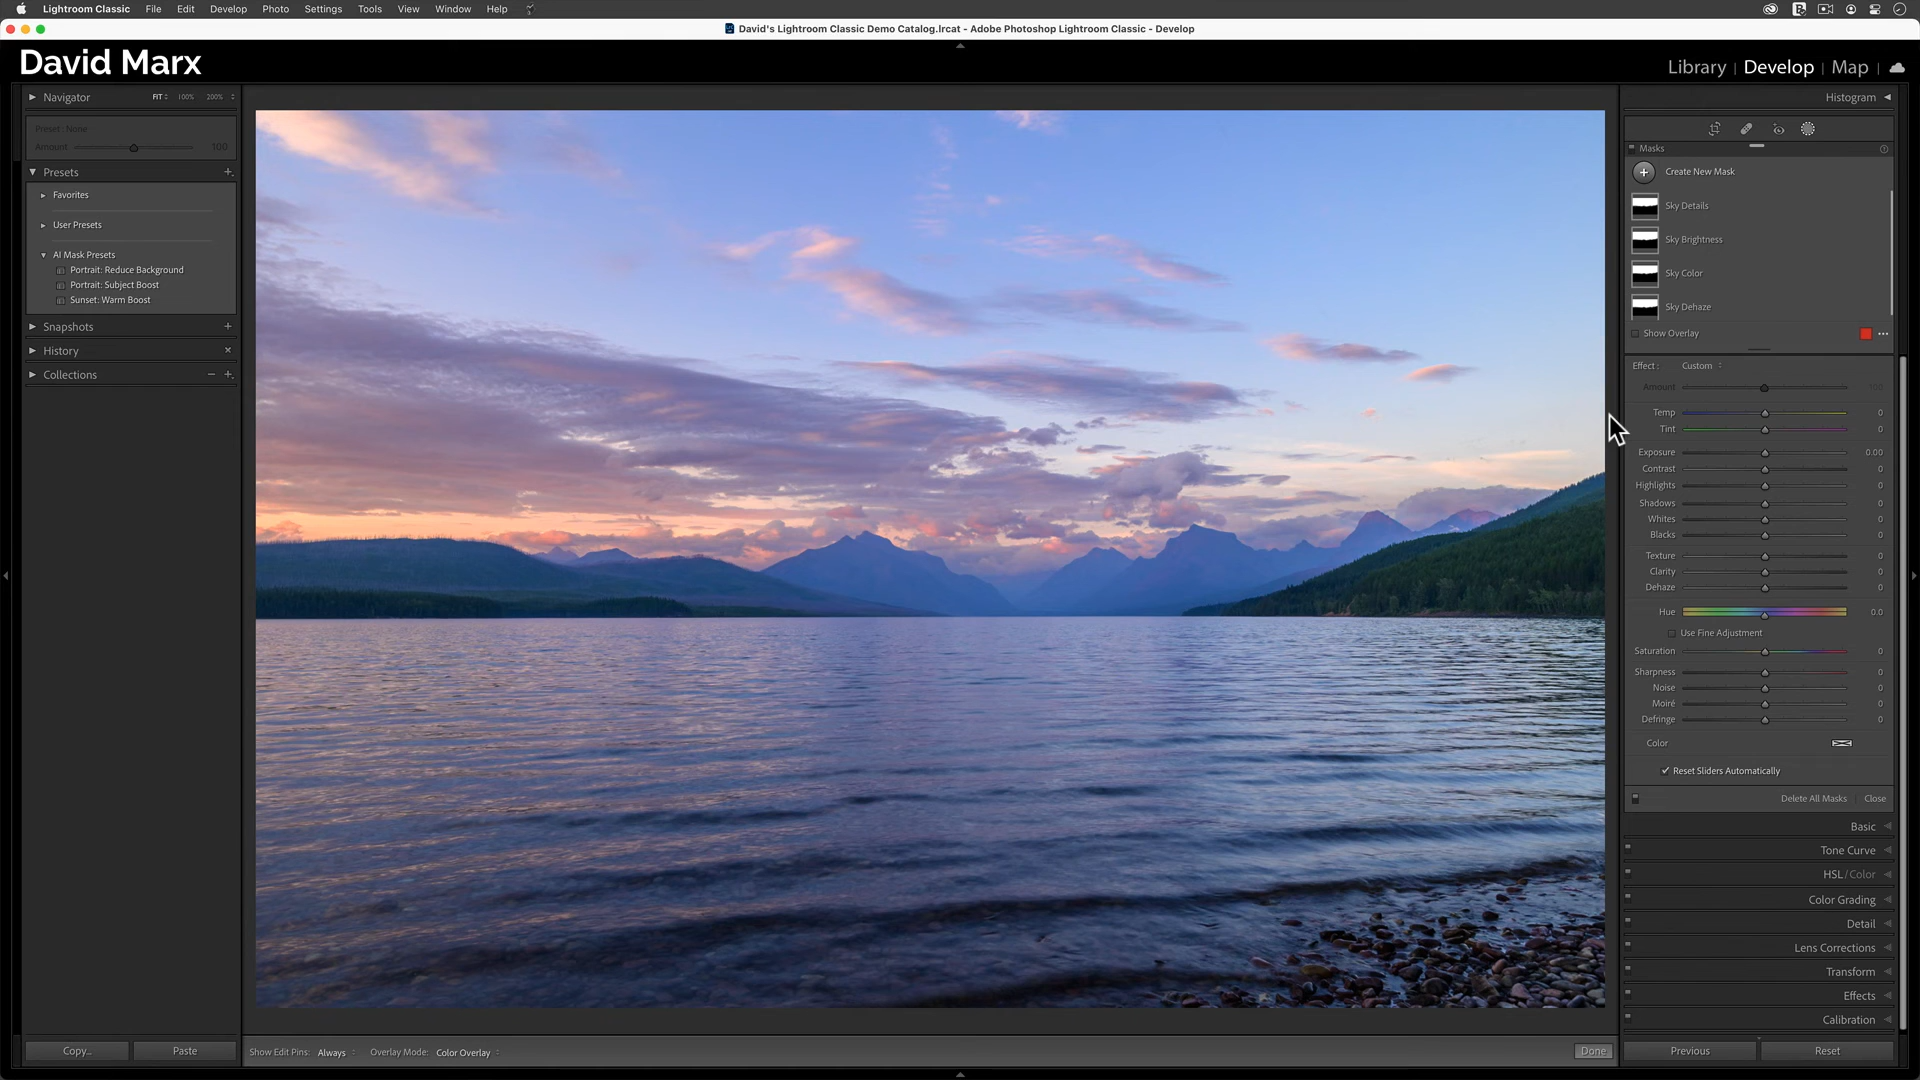 Lightroom Classic File Edit Develop Photo Settings Tools View Window Help
David's Lightroom Classic Demo Catalog.lrcat - Adobe Photoshop Lightroom Classic - Develop
David Marx
Library | Develop | Map |
Navigator FIT 100% 200%
Preset: None
Amount 100
Presets
Favorites
User Presets
AI Mask Presets
Portrait: Reduce Background
Portrait: Subject Boost
Sunset: Warm Boost
Snapshots
History
Collections
Copy... Paste
Show Edit Pins: Always Overlay Mode: Color Overlay Done
Histogram
Masks
Create New Mask
Sky Details
Sky Brightness
Sky Color
Sky Dehaze
Show Overlay
Effect: Custom
Amount 100
Temp 0
Tint 0
Exposure 0.00
Contrast 0
Highlights 0
Shadows 0
Whites 0
Blacks 0
Texture 0
Clarity 0
Dehaze 0
Hue 0.0
Use Fine Adjustment
Saturation 0
Sharpness 0
Noise 0
Moiré 0
Defringe 0
Color
Reset Sliders Automatically
Delete All Masks Close
Basic
Tone Curve
HSL / Color
Color Grading
Detail
Lens Corrections
Transform
Effects
Calibration
Previous Reset